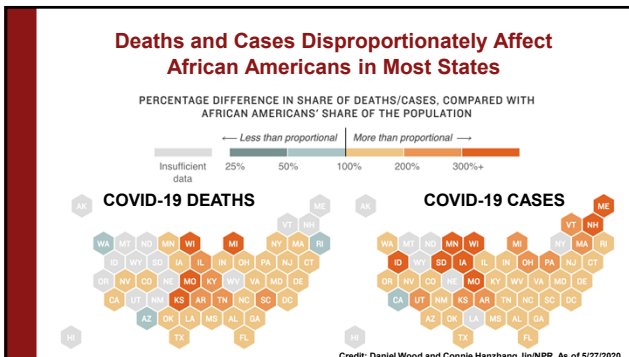 Deaths and Cases Disproportionately Affect
African Americans in Most States
PERCENTAGE DIFFERENCE IN SHARE OF DEATHS/CASES, COMPARED WITH
AFRICAN AMERICANS' SHARE OF THE POPULATION
← Less than proportional More than proportional →
Insufficient data
25% 50% 100% 200% 300%+
COVID-19 DEATHS
AK ME
VT NH
WA MT ND MN WI MI NY MA RI
ID WY SD IA IL IN OH PA NJ CT
OR NV CO NE MO KY WV VA MD DE
CA UT NM KS AR TN NC SC DC
AZ OK LA MS AL GA
HI TX FL
COVID-19 CASES
AK ME
VT NH
WA MT ND MN WI MI NY MA RI
ID WY SD IA IL IN OH PA NJ CT
OR NV CO NE MO KY WV VA MD DE
CA UT NM KS AR TN NC SC DC
AZ OK LA MS AL GA
HI TX FL
Credit: Daniel Wood and Connie Hanzhang Jin/NPR. As of 5/27/2020